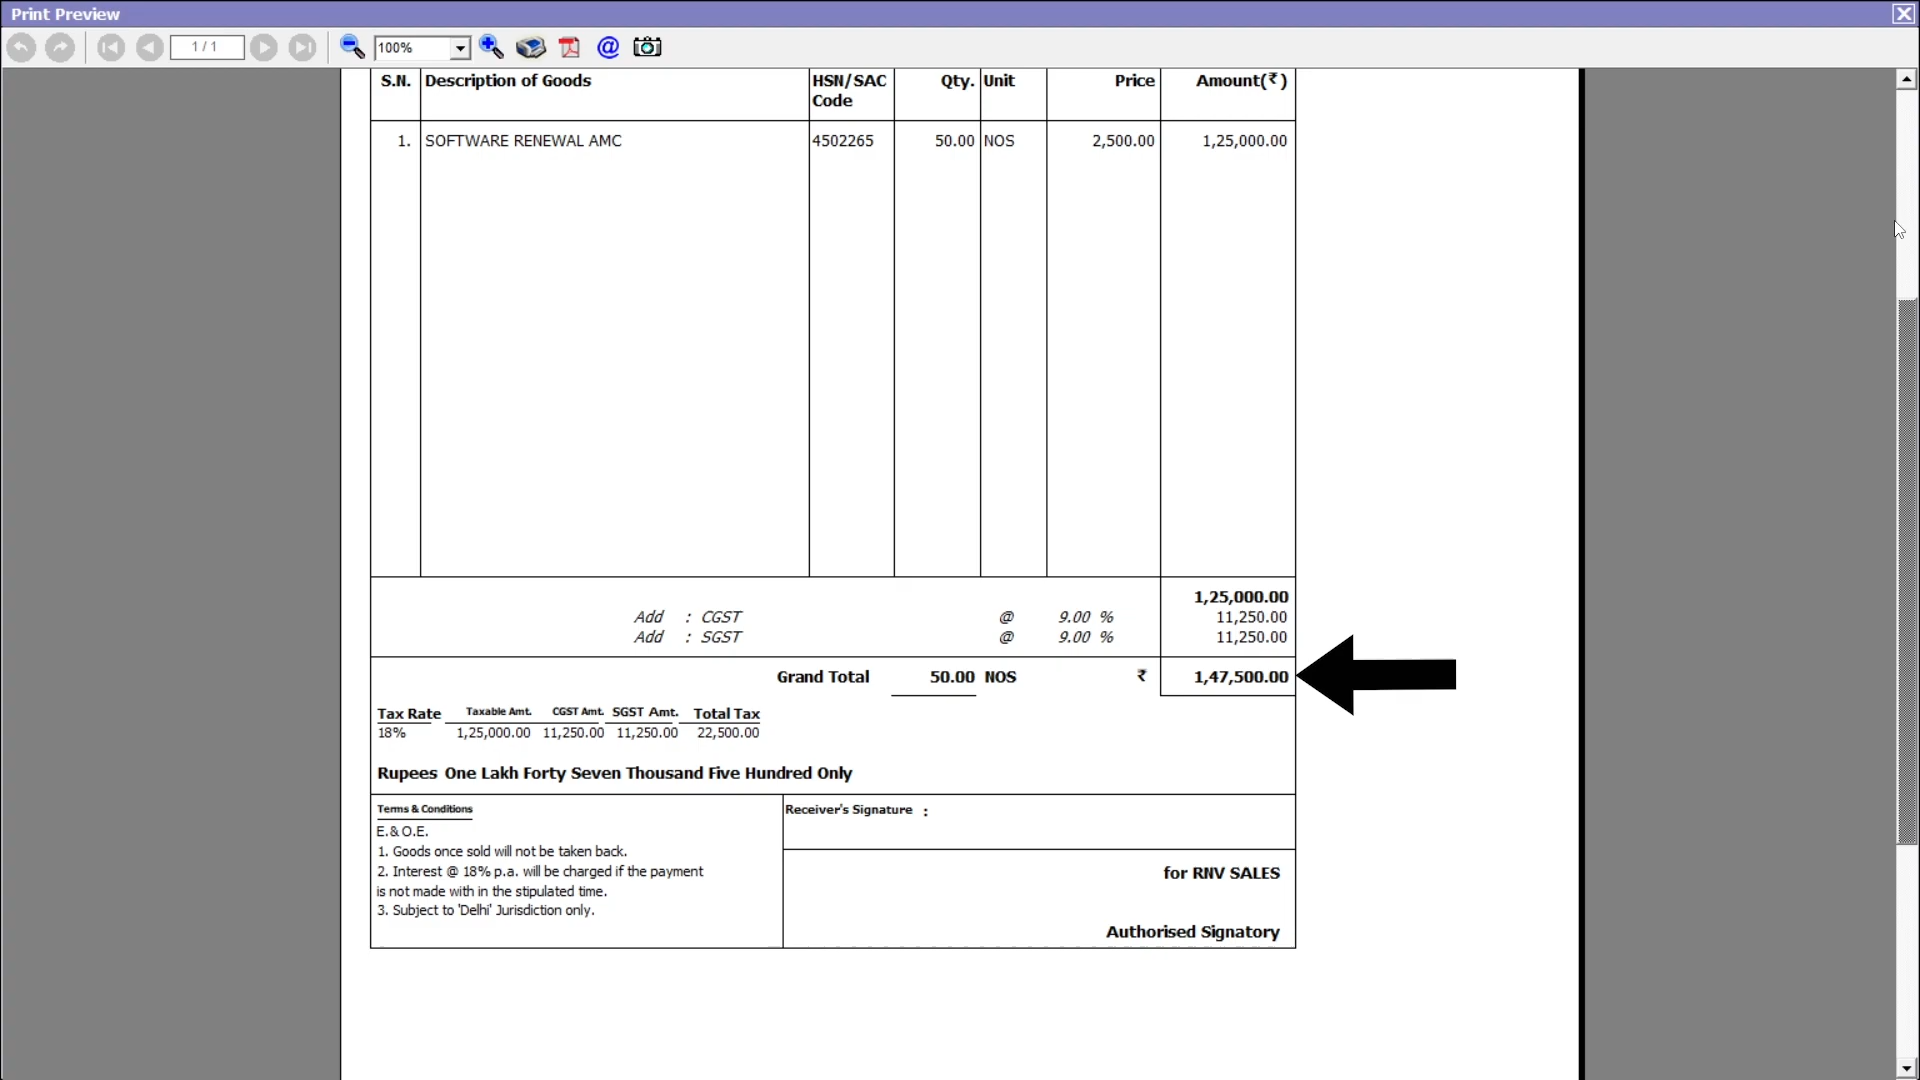 Print Preview
1 / 1
100%
S.N. Description of Goods HSN/SAC Code Qty. Unit Price Amount(₹)
1. SOFTWARE RENEWAL AMC 4502265 50.00 NOS 2,500.00 1,25,000.00
1,25,000.00
Add : CGST @ 9.00 % 11,250.00
Add : SGST @ 9.00 % 11,250.00
Grand Total 50.00 NOS ₹ 1,47,500.00
Tax Rate Taxable Amt. CGST Amt. SGST Amt. Total Tax
18% 1,25,000.00 11,250.00 11,250.00 22,500.00
Rupees One Lakh Forty Seven Thousand Five Hundred Only
Terms & Conditions
E.& O.E.
1. Goods once sold will not be taken back.
2. Interest @ 18% p.a. will be charged if the payment
is not made with in the stipulated time.
3. Subject to 'Delhi' Jurisdiction only.
Receiver's Signature :
for RNV SALES
Authorised Signatory